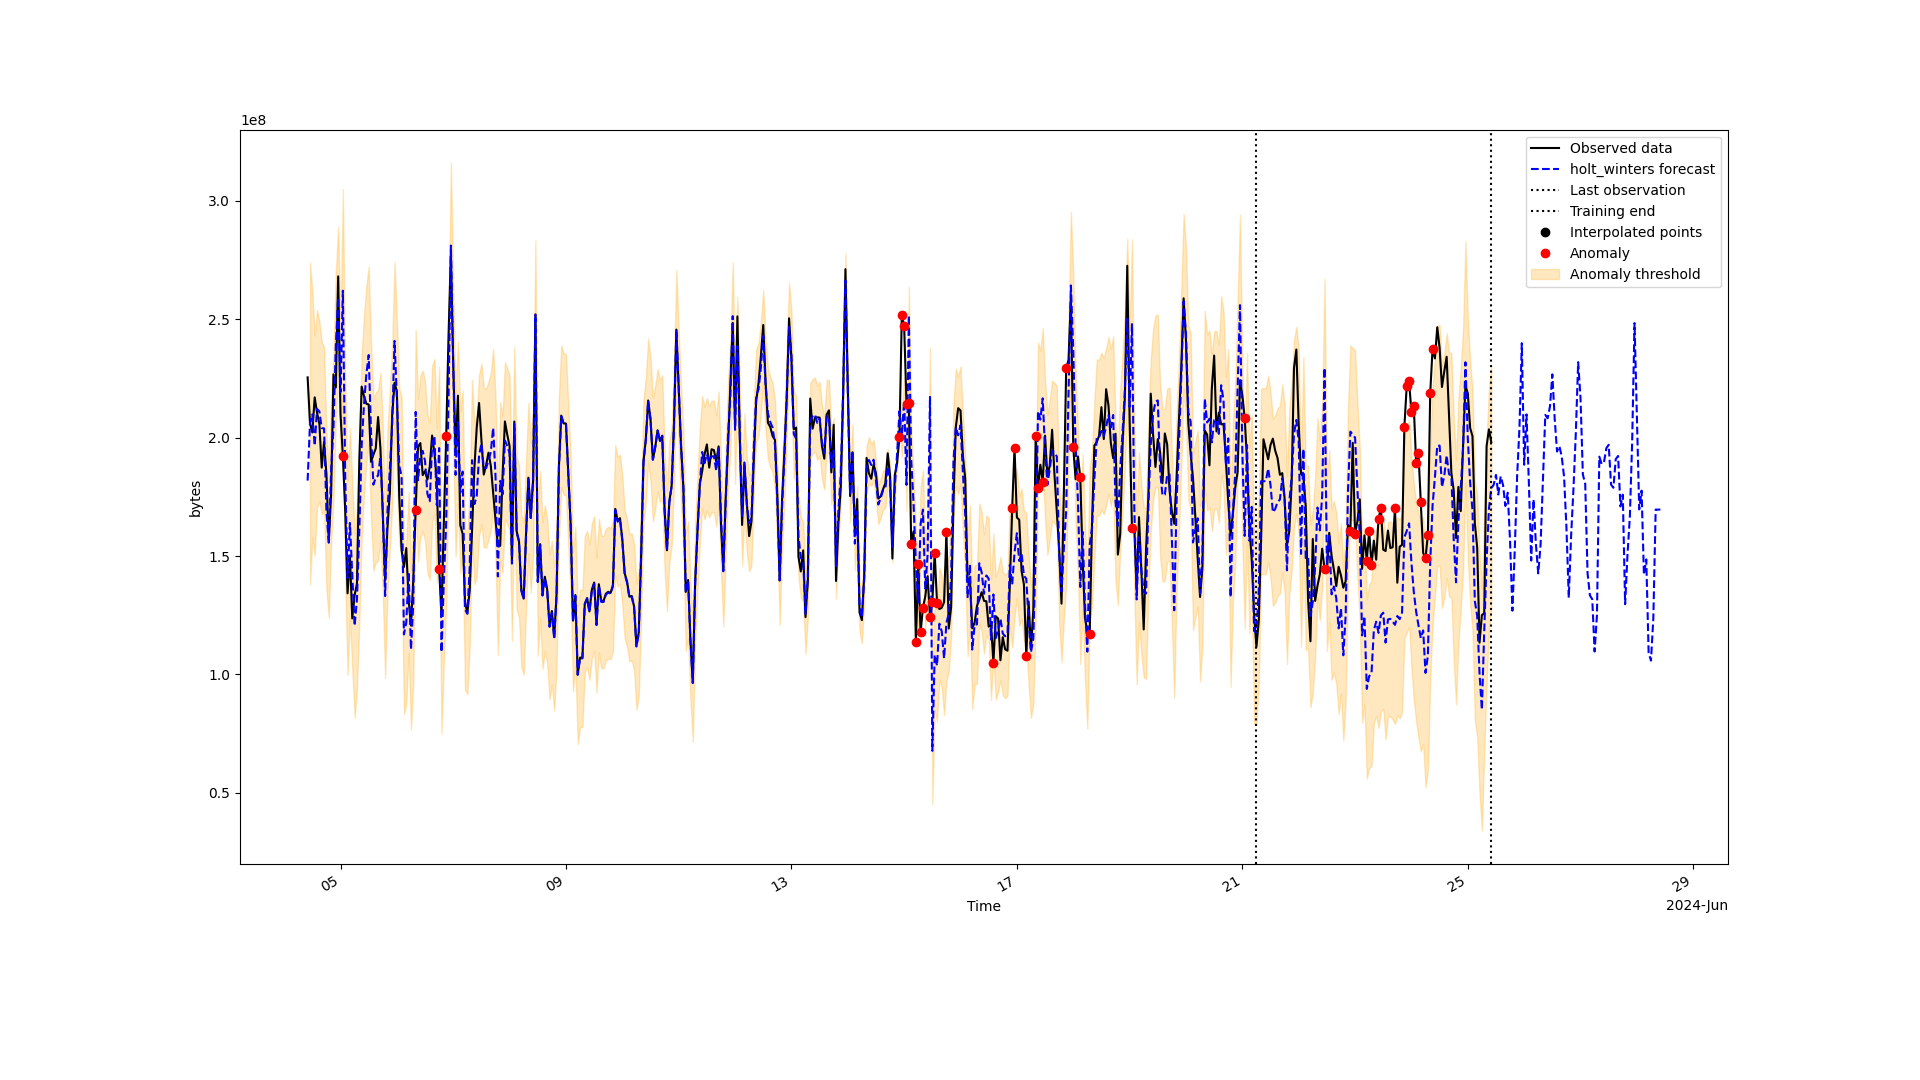 1e8
Observed data
holt_winters forecast
Last observation
Training end
Interpolated points
Anomaly
Anomaly threshold
3.0
2.5
2.0
1.5
1.0
0.5
bytes
05
09
13
17
21
25
29
Time
2024-Jun